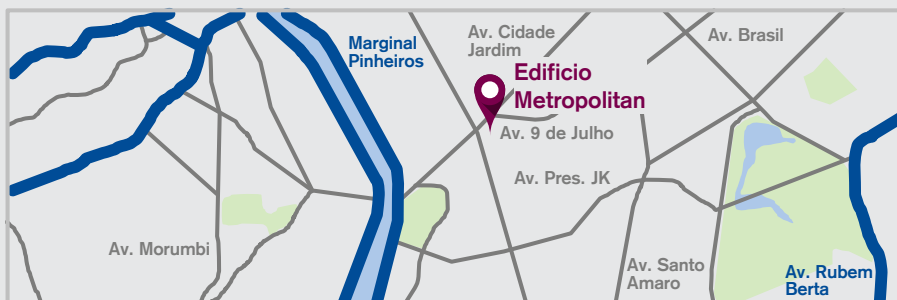 Av. Cidade
Jardim
Av. Brasil
Marginal
Pinheiros
Edificio
Metropolitan
Av. 9 de Julho
Av. Pres. JK
Av. Morumbi
Av. Santo
Amaro
Av. Rubem
Berta